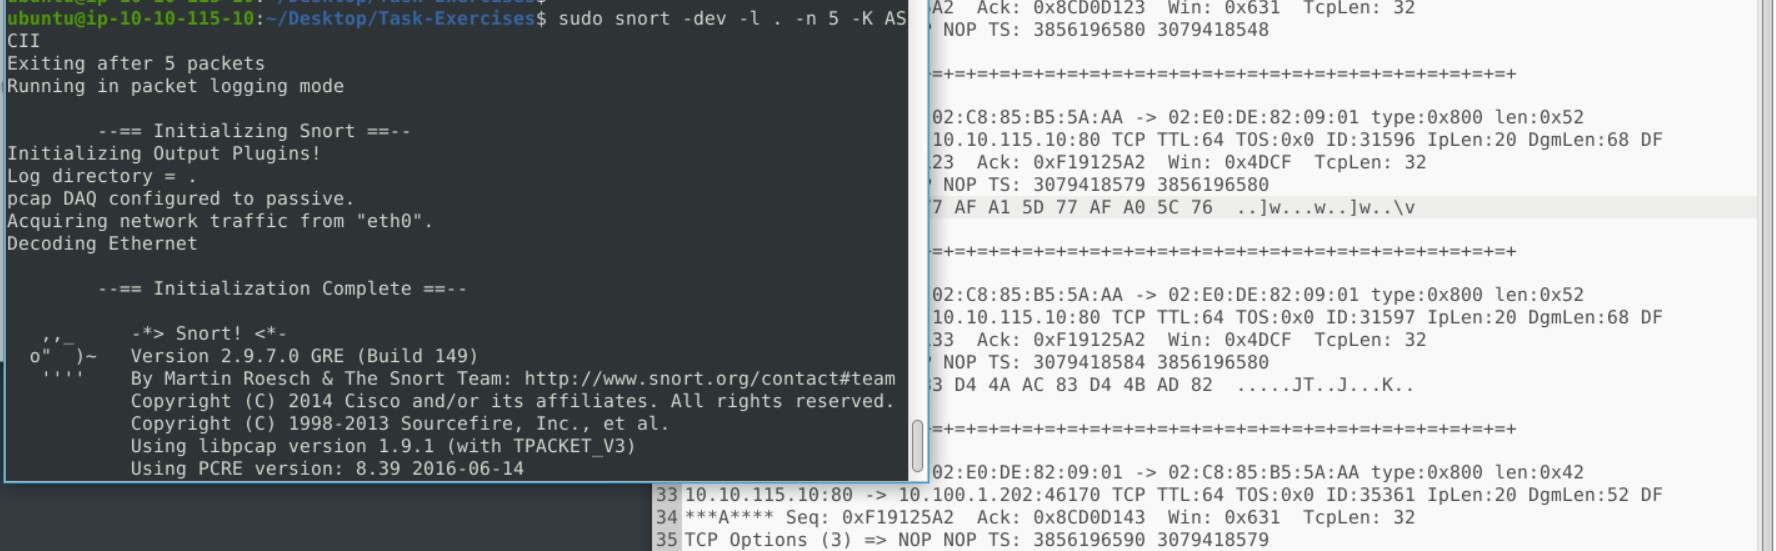 ubuntu@ip-10-10-115-10:~/Desktop/Task-Exercises$
ubuntu@ip-10-10-115-10:~/Desktop/Task-Exercises$ sudo snort -dev -l . -n 5 -K AS
CII
Exiting after 5 packets
Running in packet logging mode
--== Initializing Snort ==--
Initializing Output Plugins!
Log directory = .
pcap DAQ configured to passive.
Acquiring network traffic from "eth0".
Decoding Ethernet
--== Initialization Complete ==--
,,_ -*> Snort! <*-
o" )~ Version 2.9.7.0 GRE (Build 149)
'''' By Martin Roesch & The Snort Team: http://www.snort.org/contact#team
Copyright (C) 2014 Cisco and/or its affiliates. All rights reserved.
Copyright (C) 1998-2013 Sourcefire, Inc., et al.
Using libpcap version 1.9.1 (with TPACKET_V3)
Using PCRE version: 8.39 2016-06-14
A2 Ack: 0x8CD0D123 Win: 0x631 TcpLen: 32
NOP TS: 3856196580 3079418548
=+=+=+=+=+=+=+=+=+=+=+=+=+=+=+=+=+=+=+=+=+=+=+=+=+
02:C8:85:B5:5A:AA -> 02:E0:DE:82:09:01 type:0x800 len:0x52
10.10.115.10:80 TCP TTL:64 TOS:0x0 ID:31596 IpLen:20 DgmLen:68 DF
23 Ack: 0xF19125A2 Win: 0x4DCF TcpLen: 32
NOP TS: 3079418579 3856196580
7 AF A1 5D 77 AF A0 5C 76 ..]w...w..]w..\v
=+=+=+=+=+=+=+=+=+=+=+=+=+=+=+=+=+=+=+=+=+=+=+=+=+
02:C8:85:B5:5A:AA -> 02:E0:DE:82:09:01 type:0x800 len:0x52
10.10.115.10:80 TCP TTL:64 TOS:0x0 ID:31597 IpLen:20 DgmLen:68 DF
33 Ack: 0xF19125A2 Win: 0x4DCF TcpLen: 32
NOP TS: 3079418584 3856196580
3 D4 4A AC 83 D4 4B AD 82 .....JT..J...K..
=+=+=+=+=+=+=+=+=+=+=+=+=+=+=+=+=+=+=+=+=+=+=+=+=+
02:E0:DE:82:09:01 -> 02:C8:85:B5:5A:AA type:0x800 len:0x42
33 10.10.115.10:80 -> 10.100.1.202:46170 TCP TTL:64 TOS:0x0 ID:35361 IpLen:20 DgmLen:52 DF
34 ***A**** Seq: 0xF19125A2 Ack: 0x8CD0D143 Win: 0x631 TcpLen: 32
35 TCP Options (3) => NOP NOP TS: 3856196590 3079418579